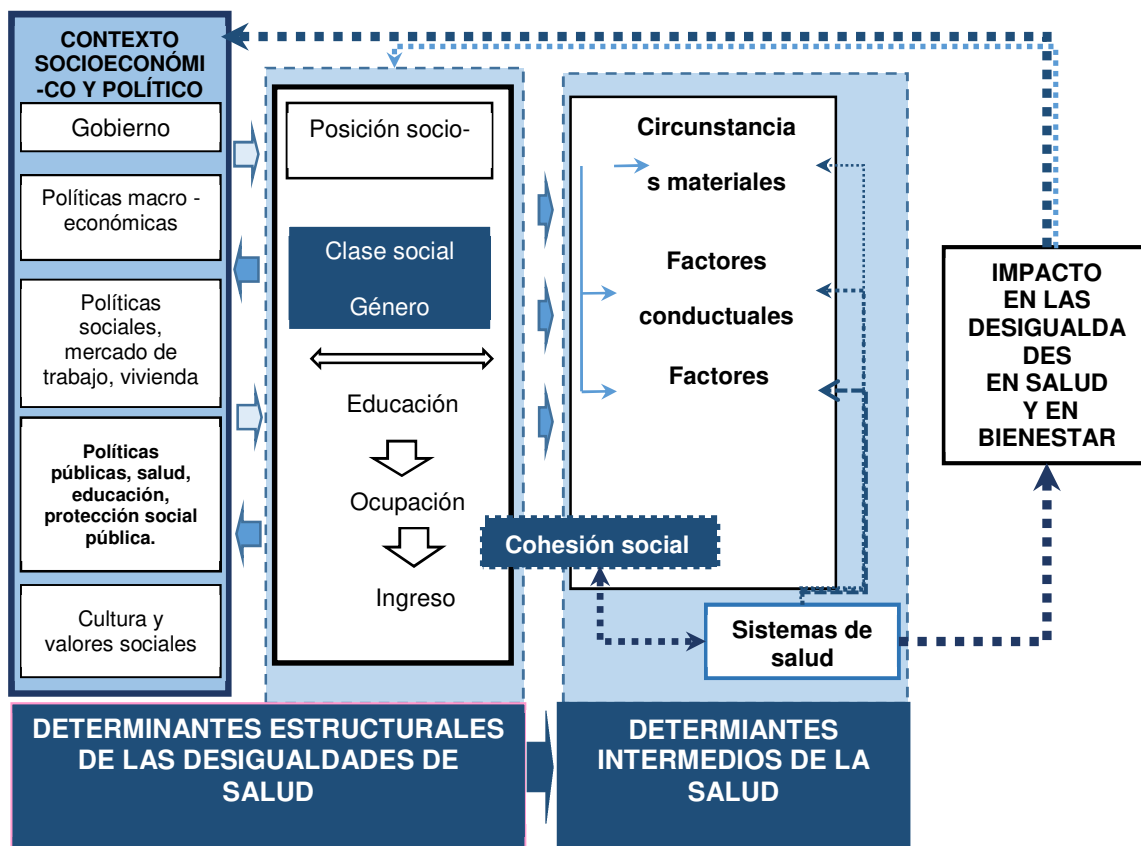 CONTEXTO
SOCIOECONÓMI
-CO Y POLÍTICO
Gobierno
Políticas macro -
económicas
Políticas
sociales,
mercado de
trabajo, vivienda
Políticas
públicas, salud,
educación,
protección social
pública.
Cultura y
valores sociales
Posición socio-
Clase social
Género
Educación
Ocupación
Ingreso
Cohesión social
Circunstancia
s materiales
Factores
conductuales
Factores
Sistemas de
salud
IMPACTO
EN LAS
DESIGUALDA
DES
EN SALUD
Y EN
BIENESTAR
DETERMINANTES ESTRUCTURALES
DE LAS DESIGUALDADES DE
SALUD
DETERMIANTES
INTERMEDIOS DE LA
SALUD